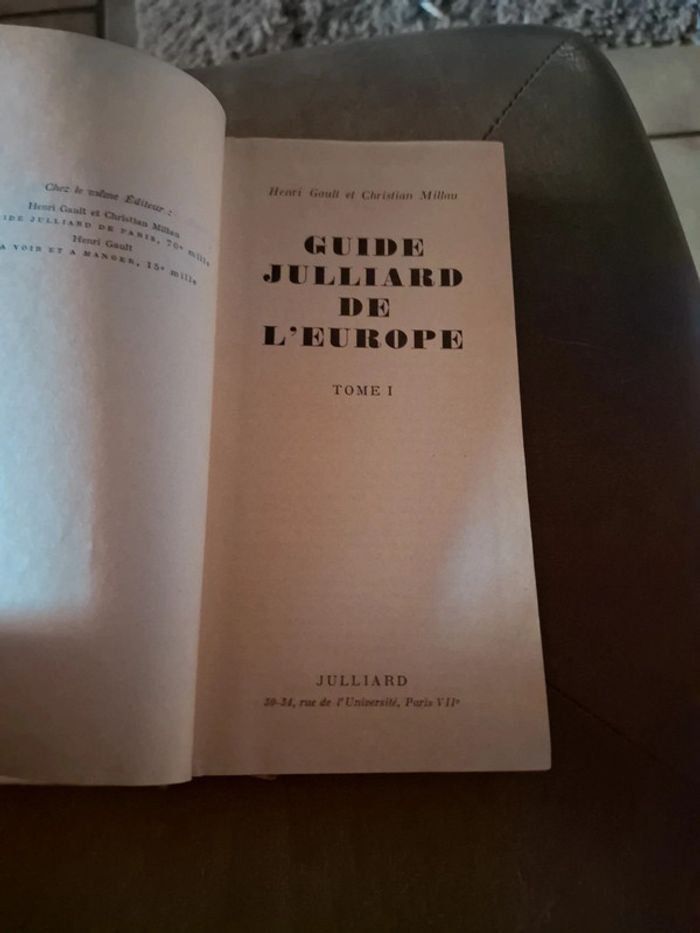 Chez le même Éditeur :
Henri Gault et Christian Millau
IDE JULLIARD DE PARIS, 70e mille
Henri Gault
A VOIR ET A MANGER, 15e mille
Henri Gault et Christian Millau
GUIDE
JULLIARD
DE
L'EUROPE
TOME I
JULLIARD
30-34, rue de l'Université, Paris VIIe